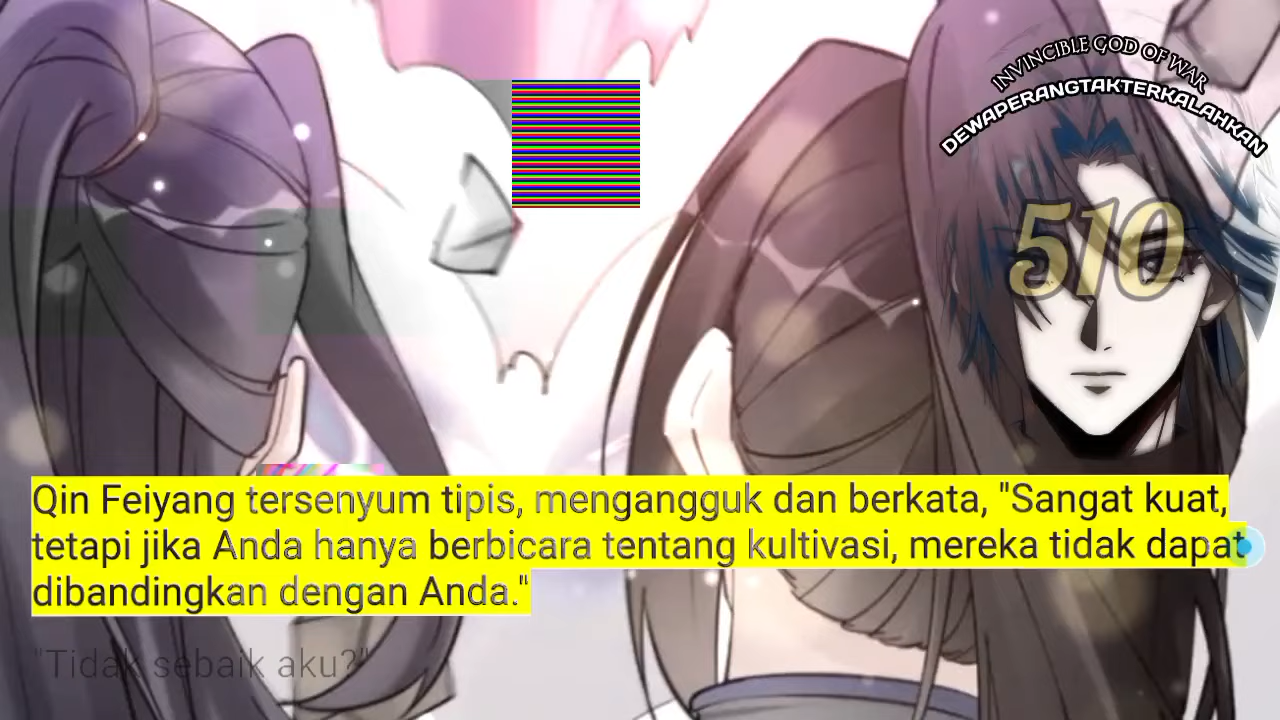 INVINCIBLE GOD OF WAR
DEWAPERANGTAKTERKALAHKAN
510
Qin Feiyang tersenyum tipis, mengangguk dan berkata, "Sangat kuat,
tetapi jika Anda hanya berbicara tentang kultivasi, mereka tidak dapat
dibandingkan dengan Anda."
"Tidak sebaik aku?"